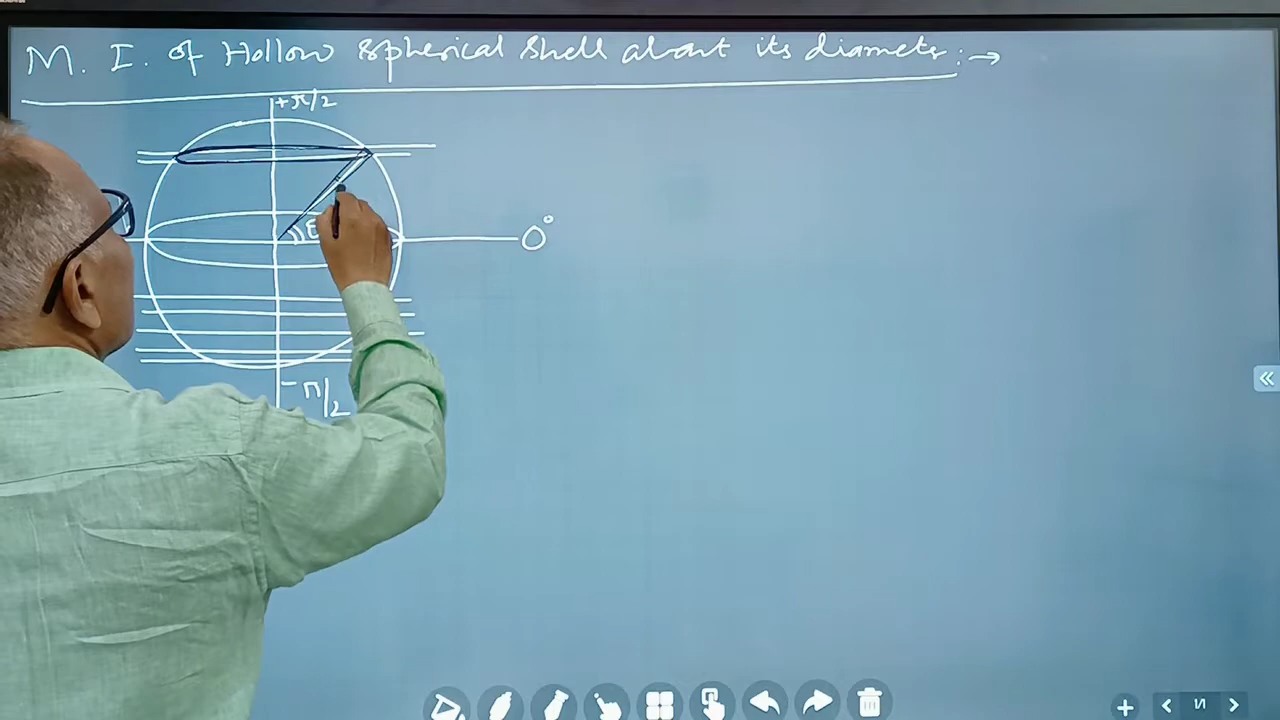 M. I. of Hollow spherical shell about its diameter :→
+π/2
θ
0°
-π/2